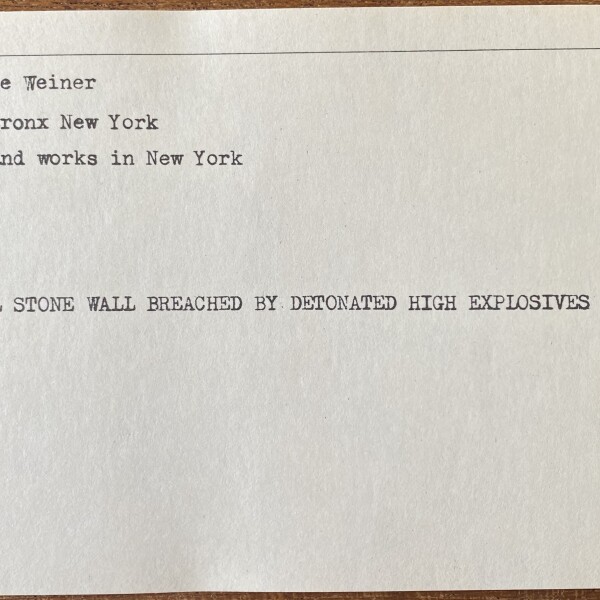 e Weiner
ronx New York
nd works in New York
STONE WALL BREACHED BY DETONATED HIGH EXPLOSIVES